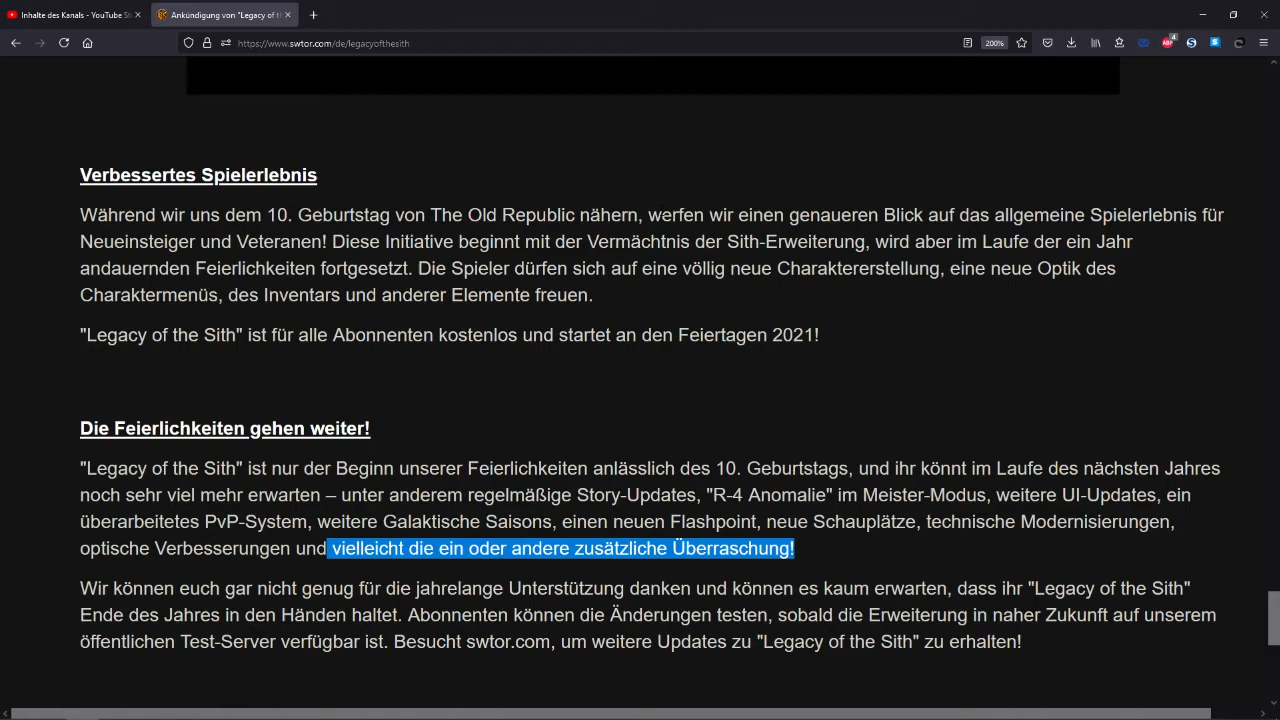 Inhalte des Kanals - YouTube St
Ankündigung von "Legacy of th
https://www.swtor.com/de/legacyofthesith
200%
4
Verbessertes Spielerlebnis
Während wir uns dem 10. Geburtstag von The Old Republic nähern, werfen wir einen genaueren Blick auf das allgemeine Spielerlebnis für
Neueinsteiger und Veteranen! Diese Initiative beginnt mit der Vermächtnis der Sith-Erweiterung, wird aber im Laufe der ein Jahr
andauernden Feierlichkeiten fortgesetzt. Die Spieler dürfen sich auf eine völlig neue Charaktererstellung, eine neue Optik des
Charaktermenüs, des Inventars und anderer Elemente freuen.
"Legacy of the Sith" ist für alle Abonnenten kostenlos und startet an den Feiertagen 2021!
Die Feierlichkeiten gehen weiter!
"Legacy of the Sith" ist nur der Beginn unserer Feierlichkeiten anlässlich des 10. Geburtstags, und ihr könnt im Laufe des nächsten Jahres
noch sehr viel mehr erwarten – unter anderem regelmäßige Story-Updates, "R-4 Anomalie" im Meister-Modus, weitere UI-Updates, ein
überarbeitetes PvP-System, weitere Galaktische Saisons, einen neuen Flashpoint, neue Schauplätze, technische Modernisierungen,
optische Verbesserungen und vielleicht die ein oder andere zusätzliche Überraschung!
Wir können euch gar nicht genug für die jahrelange Unterstützung danken und können es kaum erwarten, dass ihr "Legacy of the Sith"
Ende des Jahres in den Händen haltet. Abonnenten können die Änderungen testen, sobald die Erweiterung in naher Zukunft auf unserem
öffentlichen Test-Server verfügbar ist. Besucht swtor.com, um weitere Updates zu "Legacy of the Sith" zu erhalten!